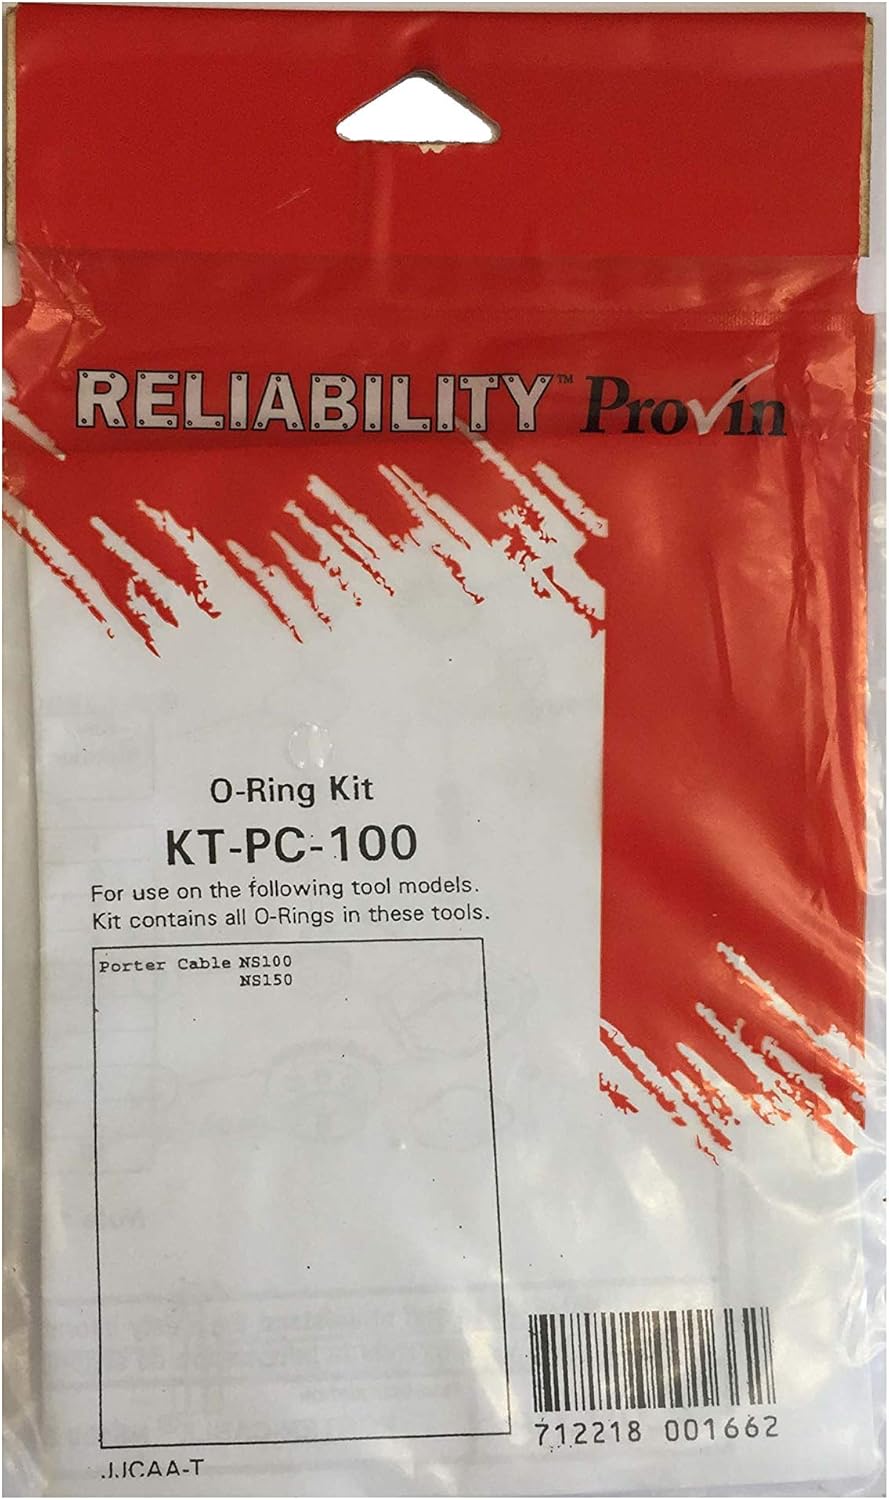 RELIABILITY™ Provin
O-Ring Kit
KT-PC-100
For use on the following tool models.
Kit contains all O-Rings in these tools.
Porter Cable NS100
NS150
712218 001662
JJCAA-T